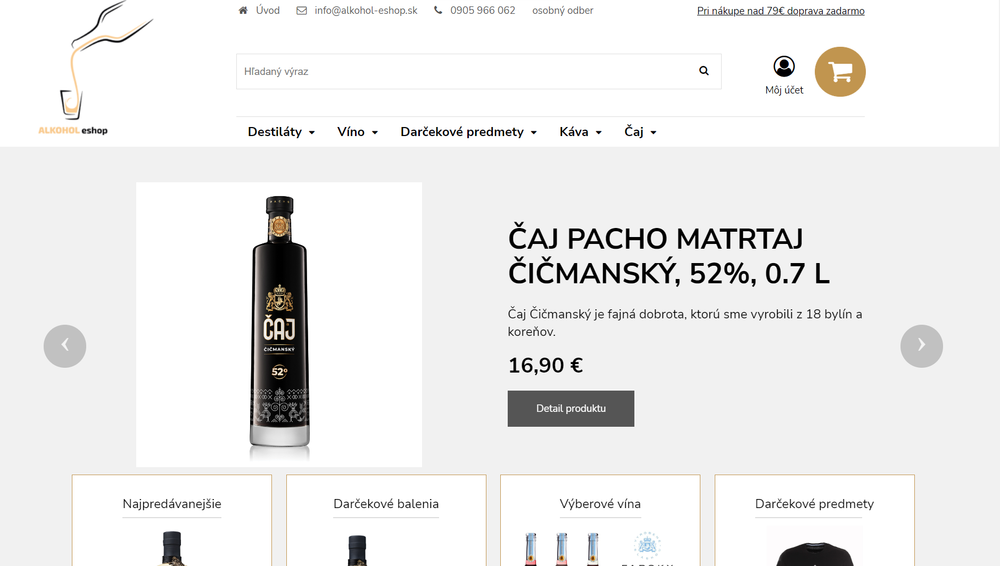 Úvod info@alkohol-eshop.sk 0905 966 062 osobný odber Pri nákupe nad 79€ doprava zadarmo
Hľadaný výraz
Môj účet
ALKOHOL eshop
Destiláty Víno Darčekové predmety Káva Čaj
PACHO
ČAJ
ČIČMANSKÝ
52°
ČAJ PACHO MATRTAJ
ČIČMANSKÝ, 52%, 0.7 L
Čaj Čičmanský je fajná dobrota, ktorú sme vyrobili z 18 bylín a
koreňov.
16,90 €
Detail produktu
Najpredávanejšie Darčekové balenia Výberové vína Darčekové predmety